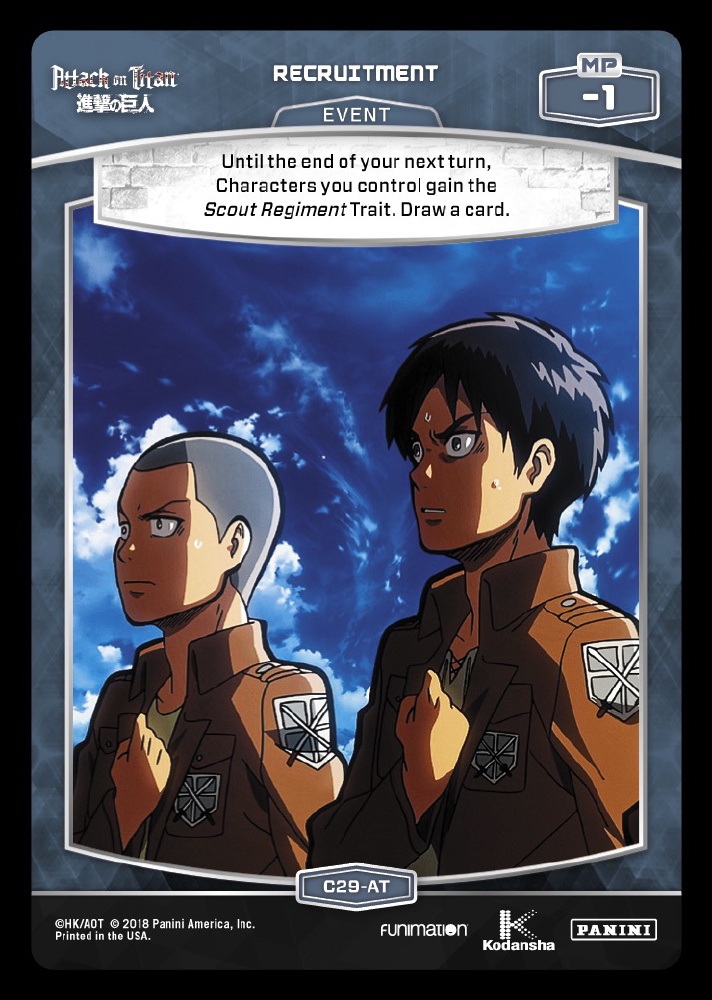 Attack on Titan
進撃の巨人
RECRUITMENT
EVENT
MP
-1
Until the end of your next turn,
Characters you control gain the
Scout Regiment Trait. Draw a card.
C29-AT
©HK/AOT © 2018 Panini America, Inc.
Printed in the USA.
FUNIMATION
K
Kodansha
PANINI